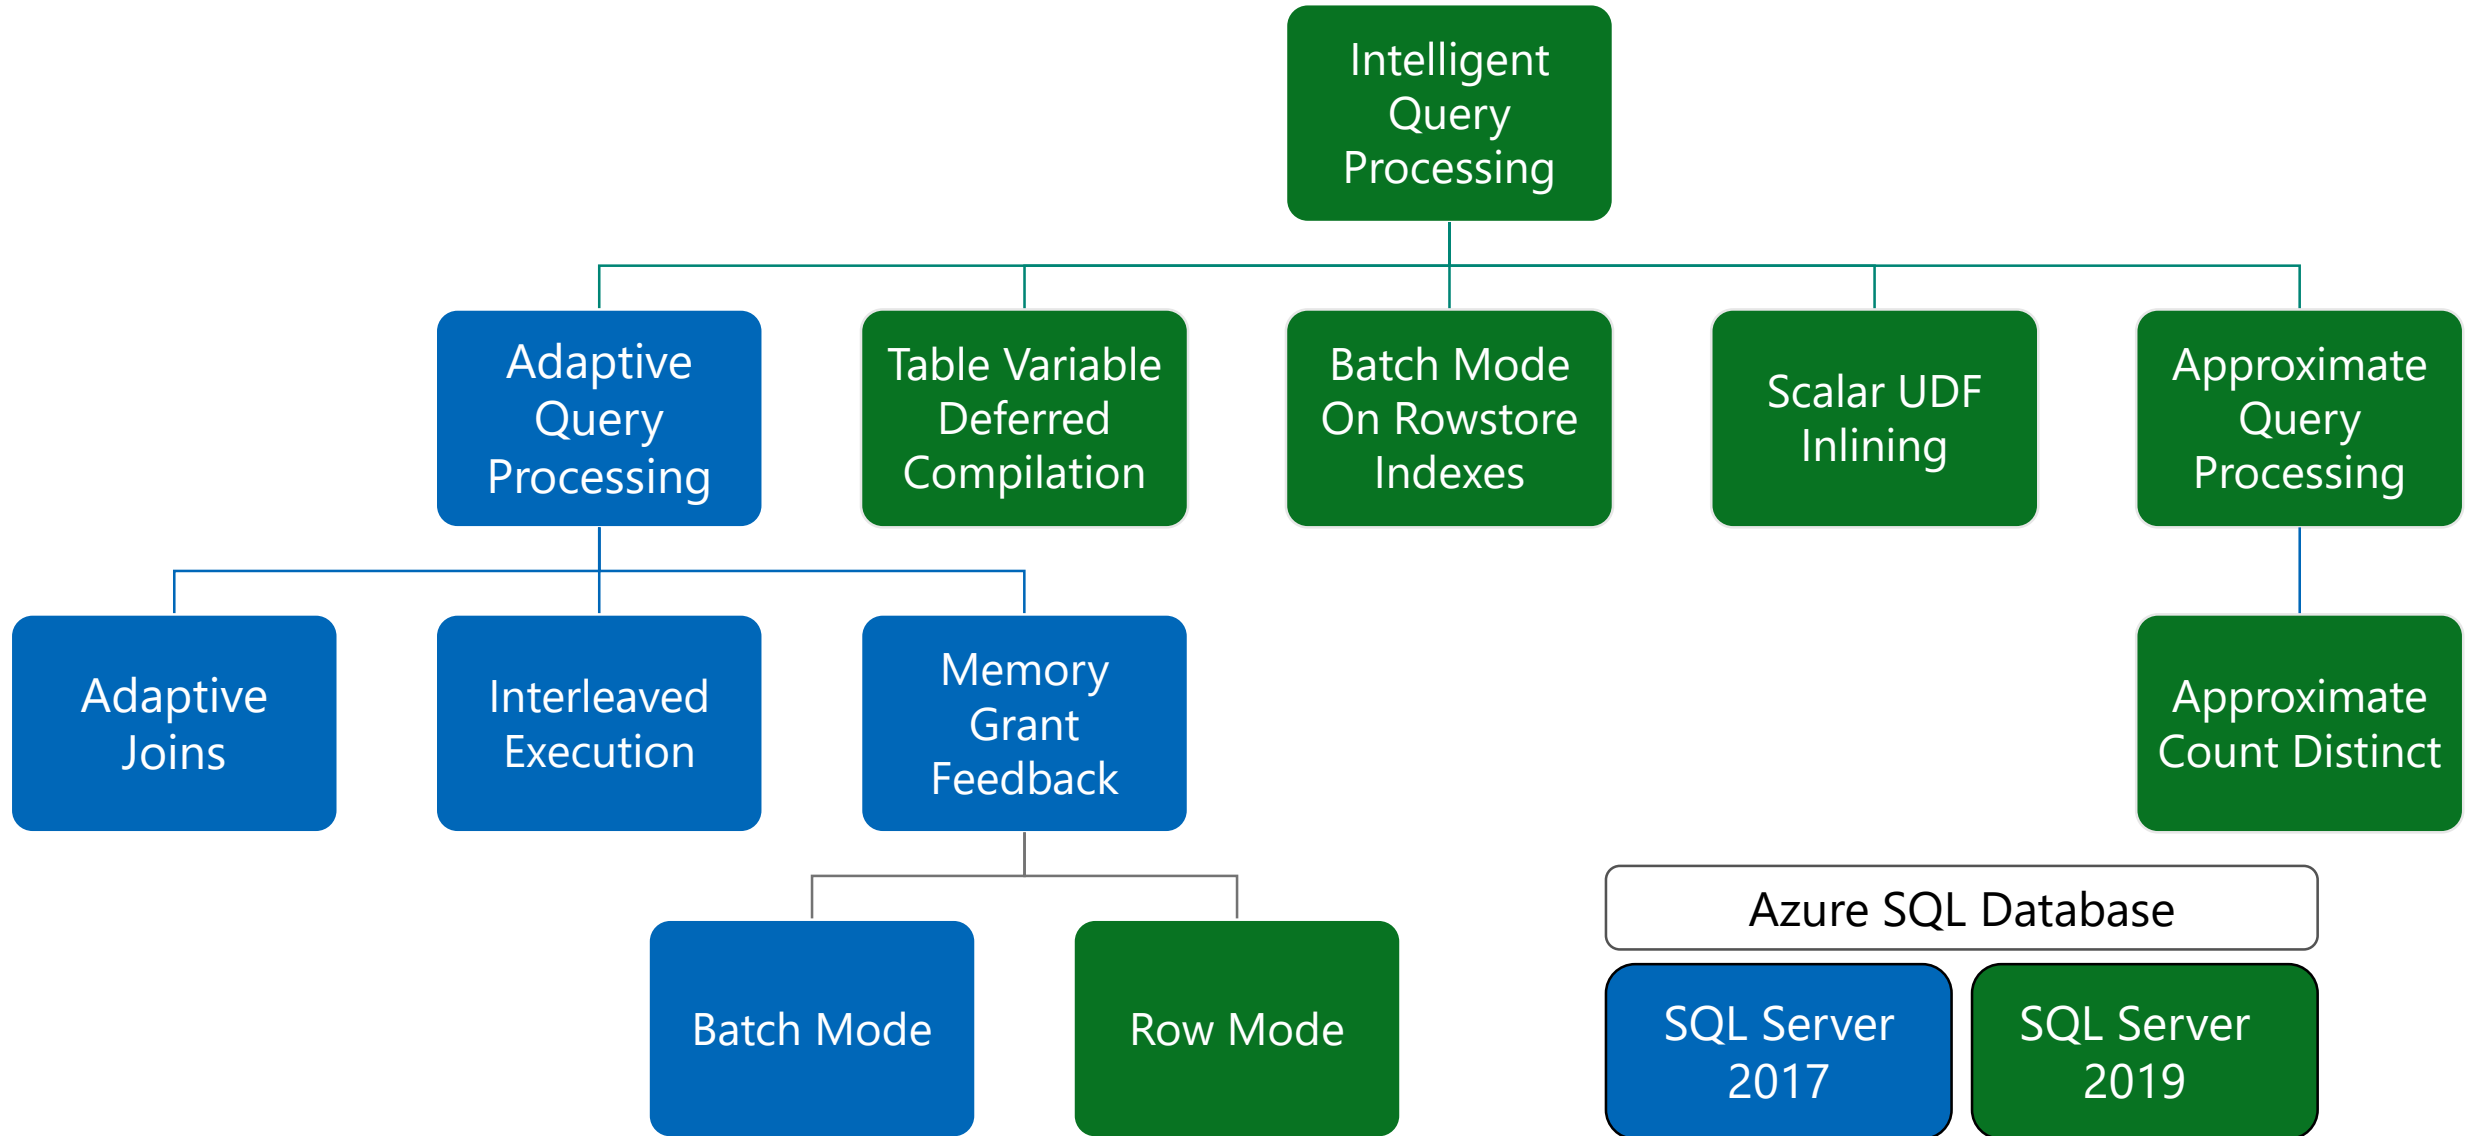 Intelligent
Query
Processing
Adaptive
Query
Processing
Table Variable
Deferred
Compilation
Batch Mode
On Rowstore
Indexes
Scalar UDF
Inlining
Approximate
Query
Processing
Adaptive
Joins
Interleaved
Execution
Memory
Grant
Feedback
Approximate
Count Distinct
Batch Mode
Row Mode
Azure SQL Database
SQL Server
2017
SQL Server
2019